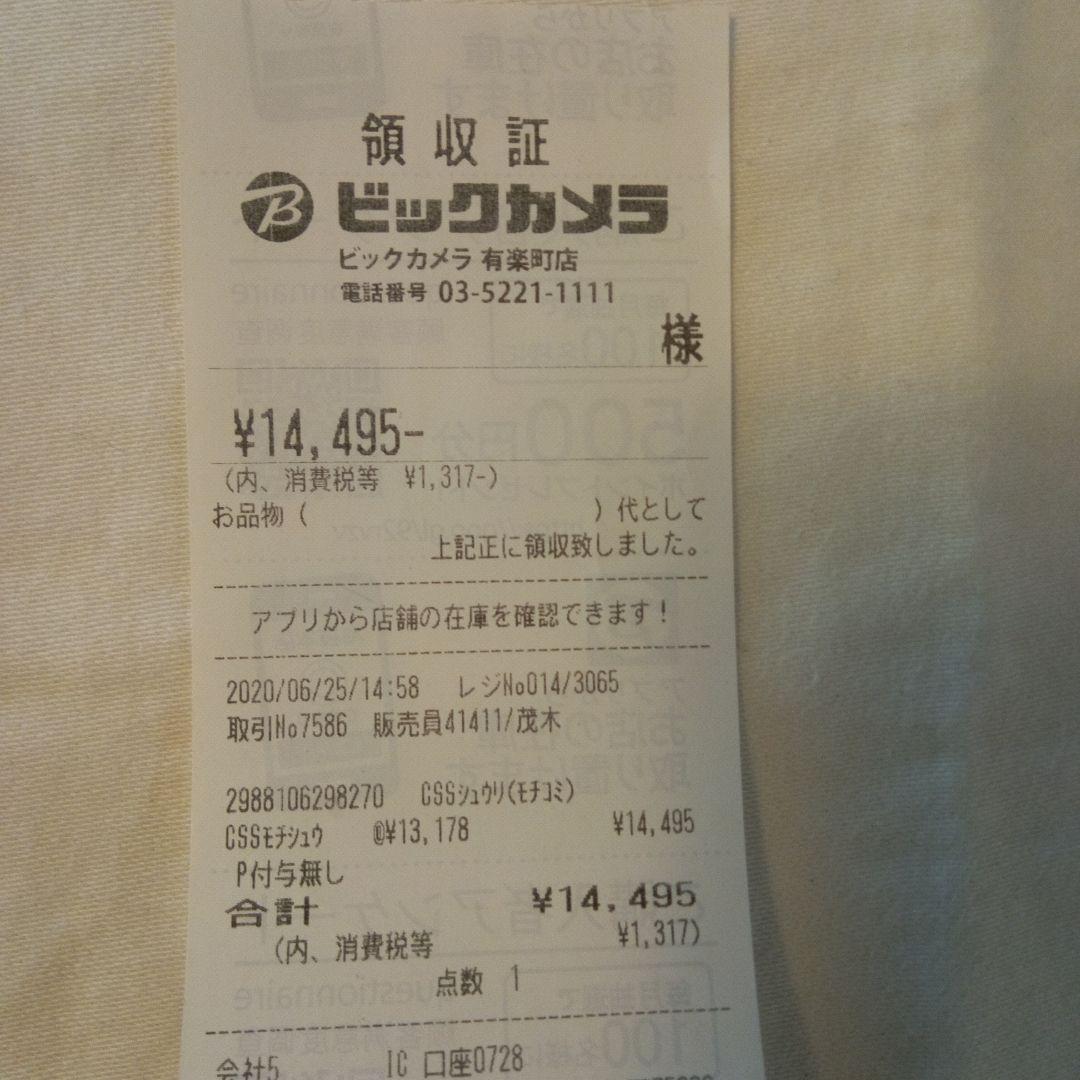 領収証
ビックカメラ
ビックカメラ 有楽町店
電話番号 03-5221-1111
様
¥14,495-
(内、消費税等 ¥1,317-)
お品物( )代として
上記正に領収致しました。
アプリから店舗の在庫を確認できます!
2020/06/25/14:58 レジNo014/3065
取引No7586 販売員41411/茂木
2988106298270 CSSシュウリ(モチコミ)
CSSモチシュウ @¥13,178 ¥14,495
P付与無し
合計 ¥14,495
(内、消費税等 ¥1,317)
点数 1
会社5 IC 口座0728